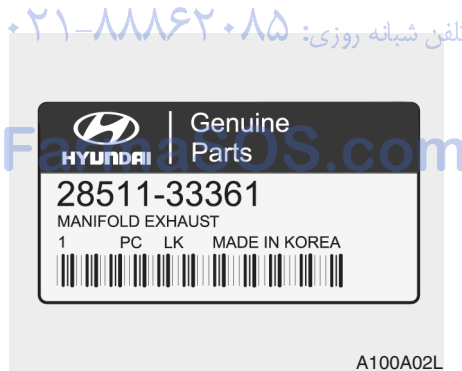 تلفن شبانه روزی: ۰۲۱-۸۸۸۶۲۰۸۵
HYUNDAI
Genuine
Parts
FarmaSOS.com
28511-33361
MANIFOLD EXHAUST
1 PC LK MADE IN KOREA
A100A02L